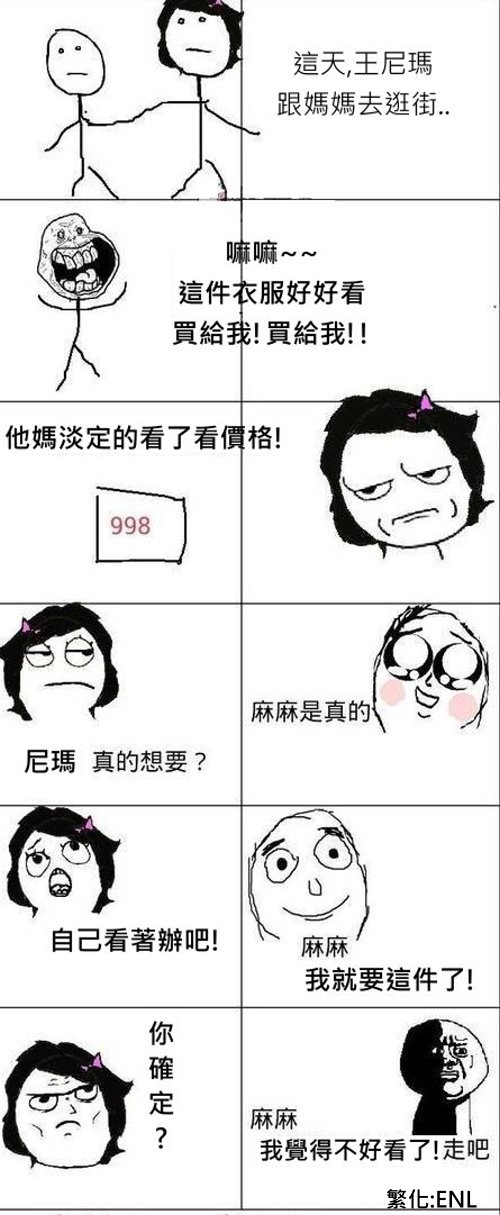 這天,王尼瑪
跟媽媽去逛街..
嘛嘛~~
這件衣服好好看
買給我!買給我!!
他媽淡定的看了看價格!
998
尼瑪 真的想要？
麻麻是真的
自己看著辦吧!
麻麻
我就要這件了!
你
確
定
?
麻麻
我覺得不好看了!走吧
繁化:ENL